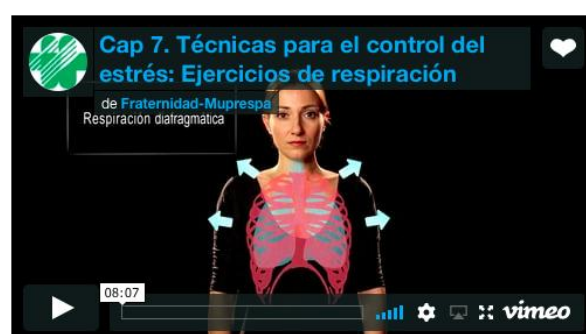 Cap 7. Técnicas para el control del
estrés: Ejercicios de respiración
de Fraternidad-Muprespa
Respiración diafragmática
08:07
vimeo